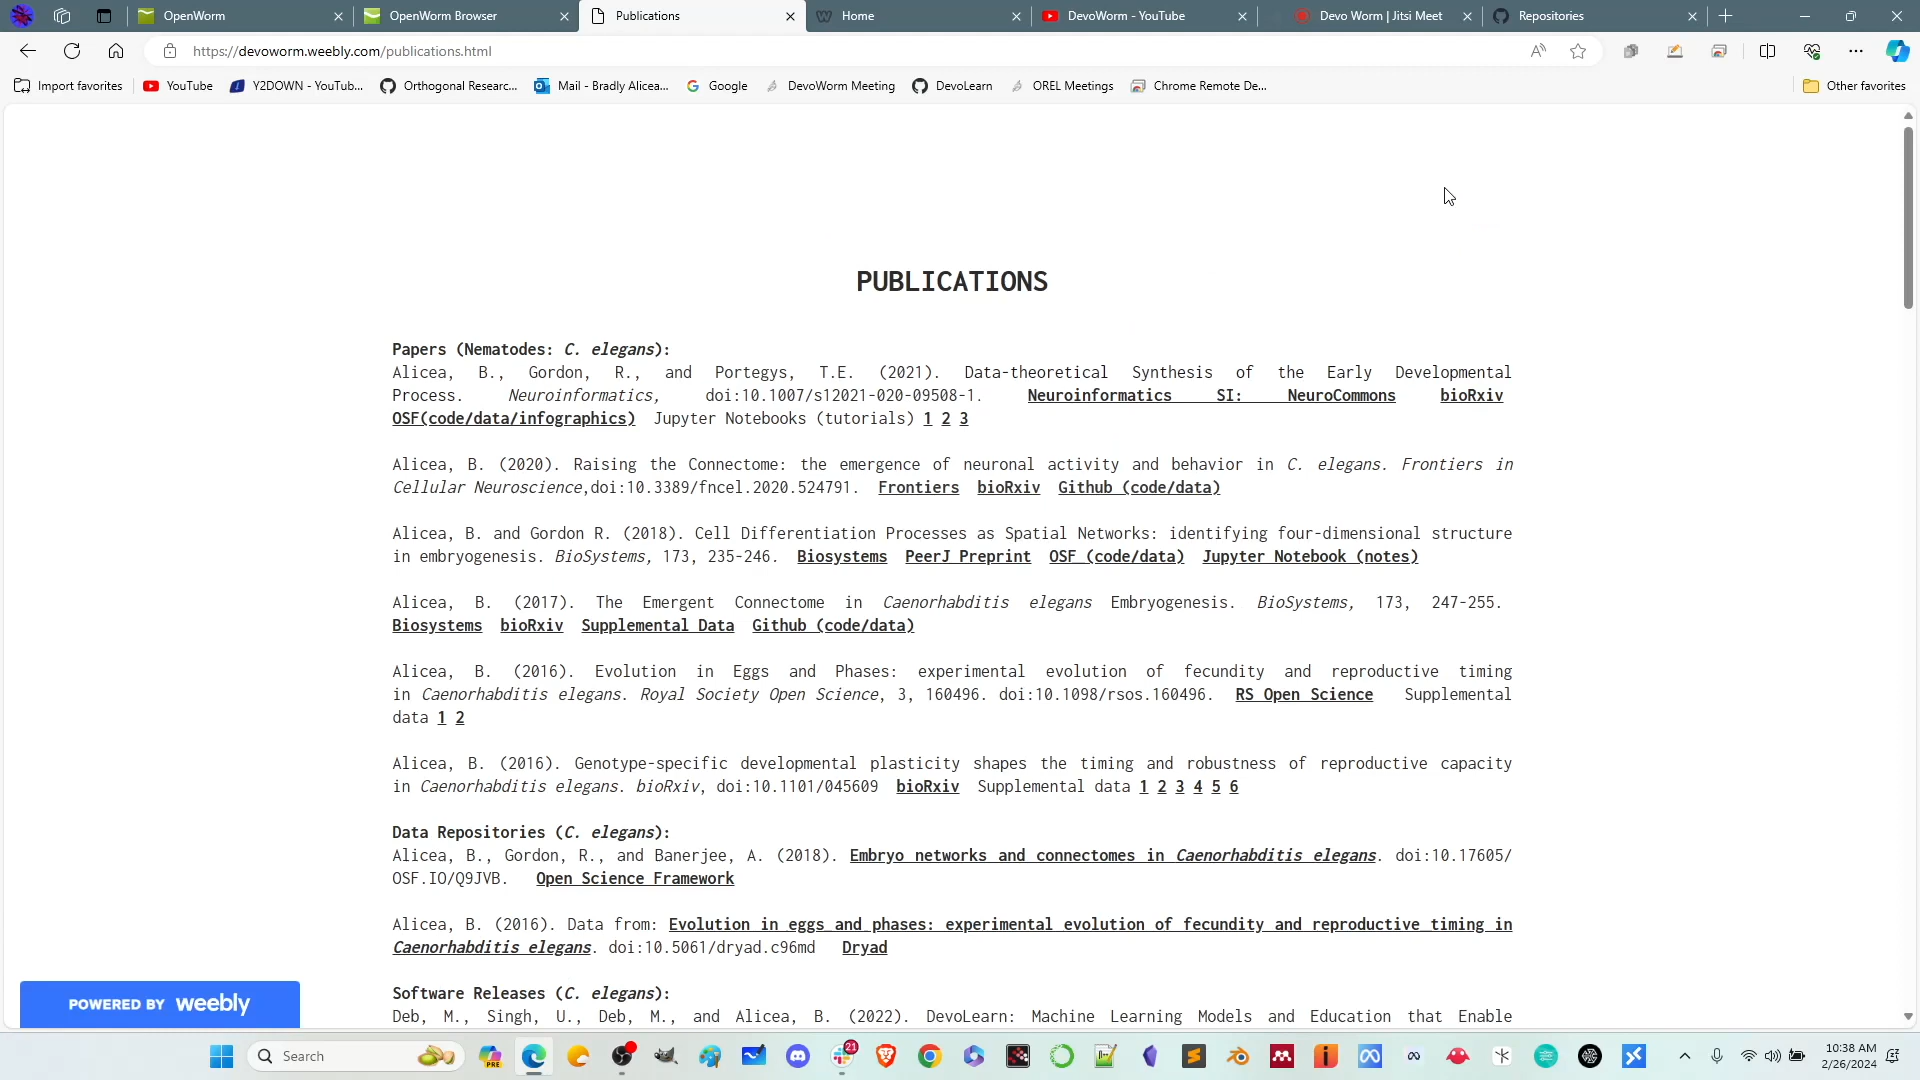 OpenWorm
OpenWorm Browser
Publications
Home
DevoWorm - YouTube
Devo Worm | Jitsi Meet
Repositories
https://devoworm.weebly.com/publications.html
Import favorites
YouTube
Y2DOWN - YouTub...
Orthogonal Researc...
Mail - Bradly Alicea...
Google
DevoWorm Meeting
DevoLearn
OREL Meetings
Chrome Remote De...
Other favorites
PUBLICATIONS
Papers (Nematodes: C. elegans):
Alicea, B., Gordon, R., and Portegys, T.E. (2021). Data-theoretical Synthesis of the Early Developmental
Process. Neuroinformatics, doi:10.1007/s12021-020-09508-1. Neuroinformatics SI: NeuroCommons bioRxiv
OSF(code/data/infographics) Jupyter Notebooks (tutorials) 1 2 3
Alicea, B. (2020). Raising the Connectome: the emergence of neuronal activity and behavior in C. elegans. Frontiers in
Cellular Neuroscience,doi:10.3389/fncel.2020.524791. Frontiers bioRxiv Github (code/data)
Alicea, B. and Gordon R. (2018). Cell Differentiation Processes as Spatial Networks: identifying four-dimensional structure
in embryogenesis. BioSystems, 173, 235-246. Biosystems PeerJ Preprint OSF (code/data) Jupyter Notebook (notes)
Alicea, B. (2017). The Emergent Connectome in Caenorhabditis elegans Embryogenesis. BioSystems, 173, 247-255.
Biosystems bioRxiv Supplemental Data Github (code/data)
Alicea, B. (2016). Evolution in Eggs and Phases: experimental evolution of fecundity and reproductive timing
in Caenorhabditis elegans. Royal Society Open Science, 3, 160496. doi:10.1098/rsos.160496. RS Open Science Supplemental
data 1 2
Alicea, B. (2016). Genotype-specific developmental plasticity shapes the timing and robustness of reproductive capacity
in Caenorhabditis elegans. bioRxiv, doi:10.1101/045609 bioRxiv Supplemental data 1 2 3 4 5 6
Data Repositories (C. elegans):
Alicea, B., Gordon, R., and Banerjee, A. (2018). Embryo networks and connectomes in Caenorhabditis elegans. doi:10.17605/
OSF.IO/Q9JVB. Open Science Framework
Alicea, B. (2016). Data from: Evolution in eggs and phases: experimental evolution of fecundity and reproductive timing in
Caenorhabditis elegans. doi:10.5061/dryad.c96md Dryad
Software Releases (C. elegans):
Deb, M., Singh, U., Deb, M., and Alicea, B. (2022). DevoLearn: Machine Learning Models and Education that Enable
POWERED BY weebly
Search
PRE
21
10:38 AM
2/26/2024